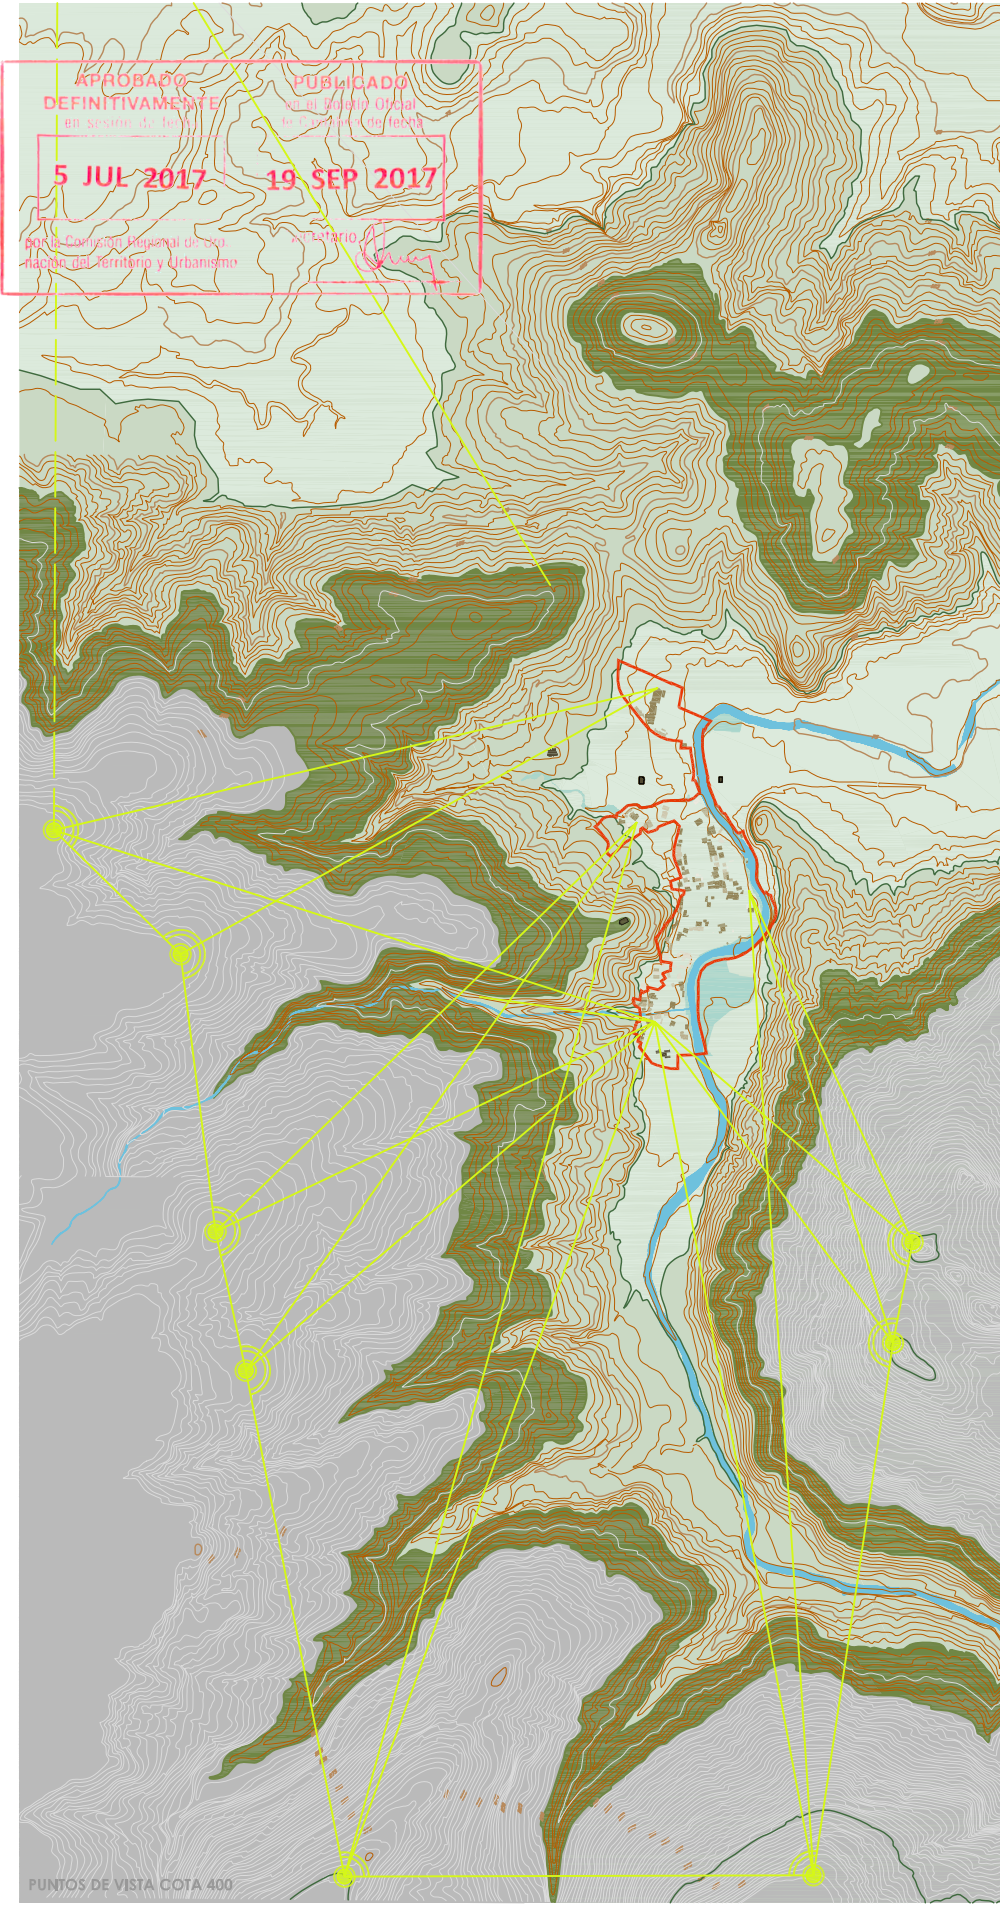 APROBADO
DEFINITIVAMENTE
en sesión de fecha
5 JUL 2017
por la Comisión Regional de Ordenación del Territorio y Urbanismo
PUBLICADO
en el Boletín Oficial
de Cantabria de fecha
19 SEP 2017
secretario
PUNTOS DE VISTA COTA 400